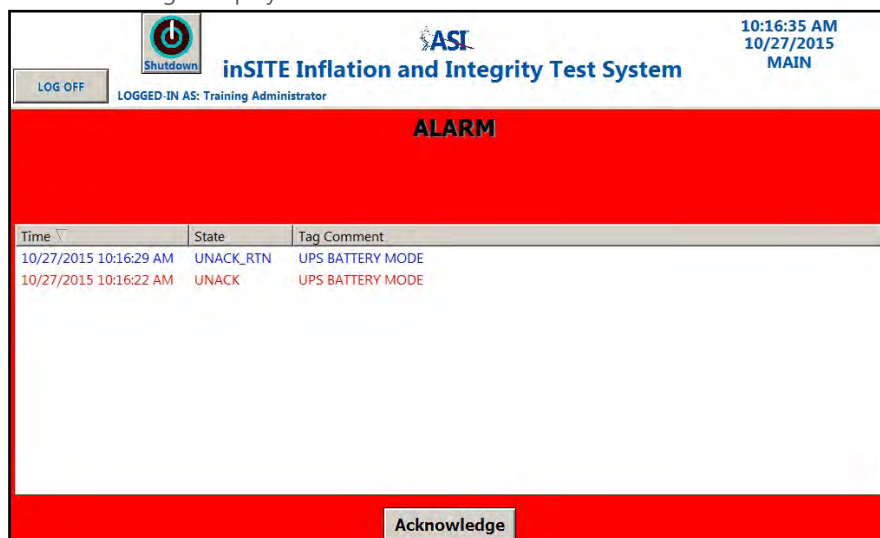 Shutdown
ASI
10:16:35 AM
10/27/2015
MAIN
inSITE Inflation and Integrity Test System
LOG OFF
LOGGED-IN AS: Training Administrator
ALARM
Time State Tag Comment
10/27/2015 10:16:29 AM UNACK_RTN UPS BATTERY MODE
10/27/2015 10:16:22 AM UNACK UPS BATTERY MODE
Acknowledge